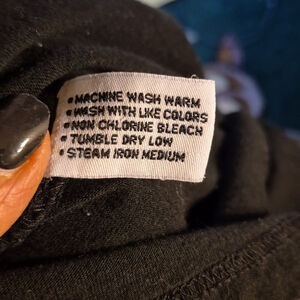 • MACHINE WASH WARM
• WASH WITH LIKE COLORS
• NON CHLORINE BLEACH
• TUMBLE DRY LOW
• STEAM IRON MEDIUM